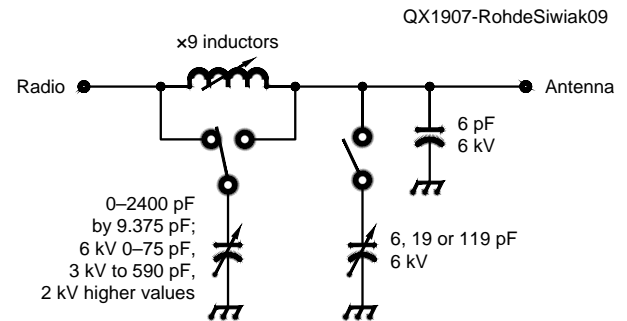 QX1907-RohdeSiwiak09
×9 inductors
Radio
Antenna
6 pF
6 kV
0–2400 pF
by 9.375 pF;
6 kV 0–75 pF,
3 kV to 590 pF,
2 kV higher values
6, 19 or 119 pF
6 kV